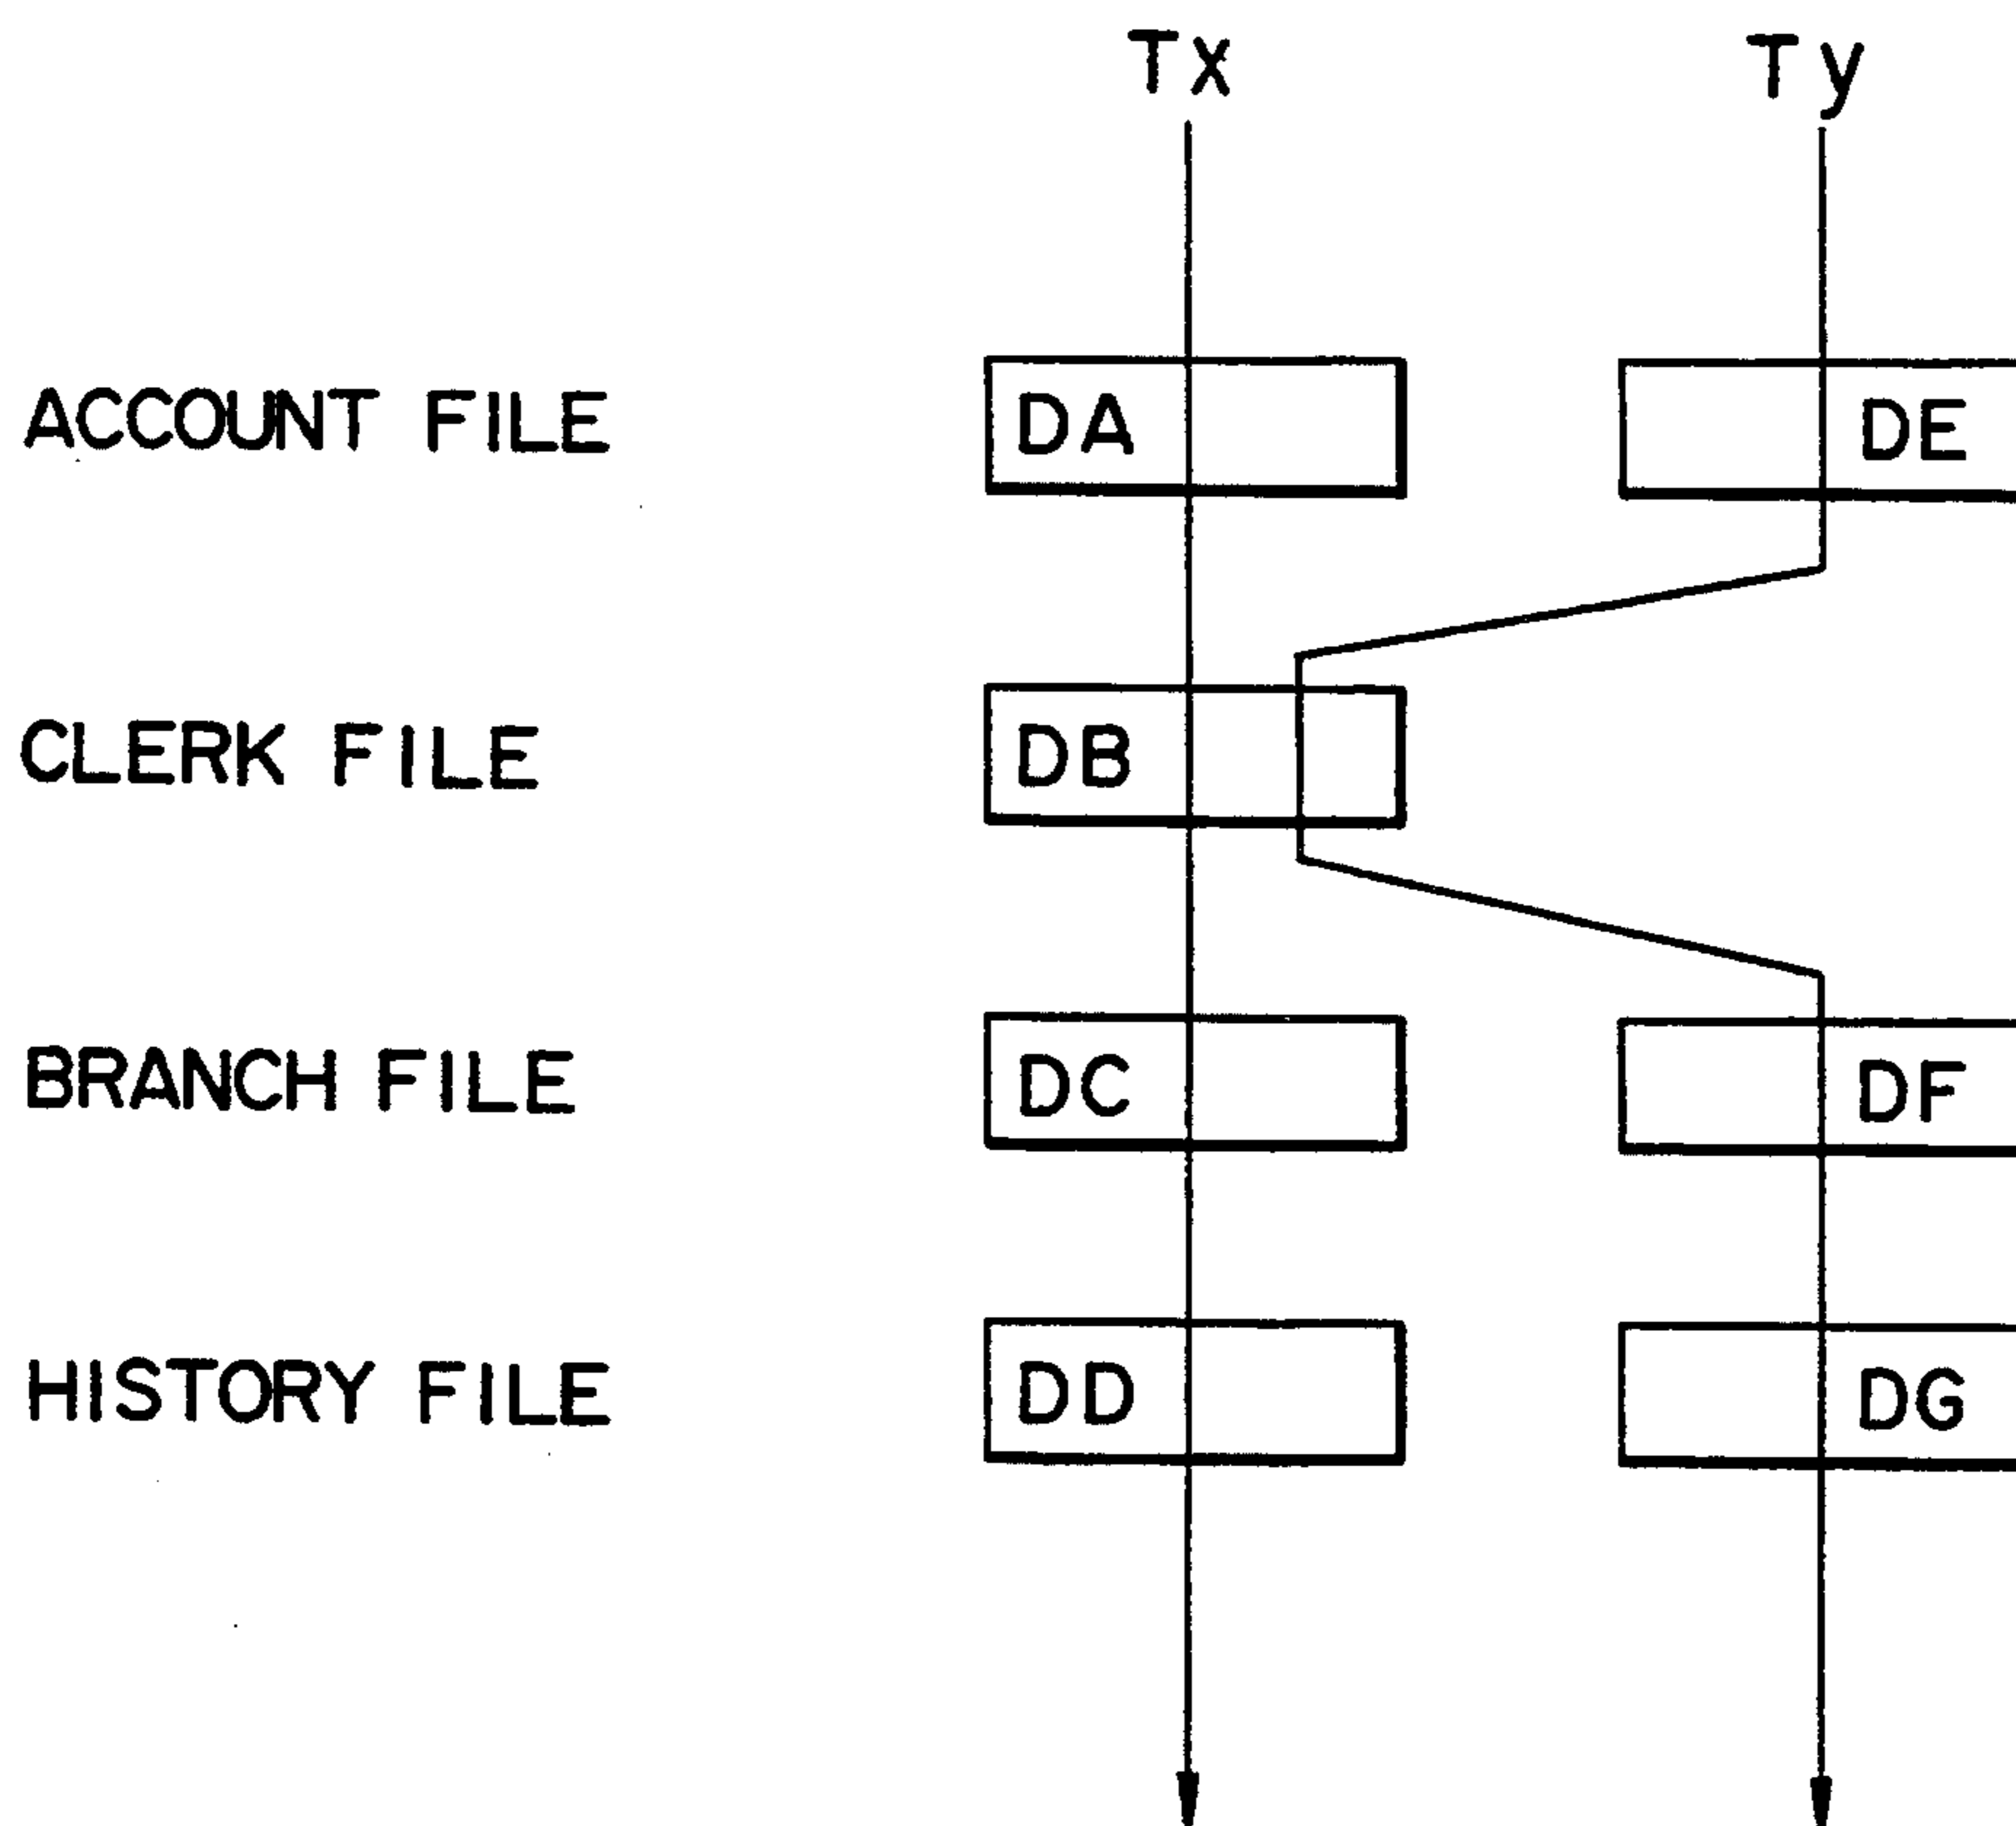 Tx Ty
ACCOUNT FILE DA DE
CLERK FILE DB
BRANCH FILE DC DF
HISTORY FILE DD DG